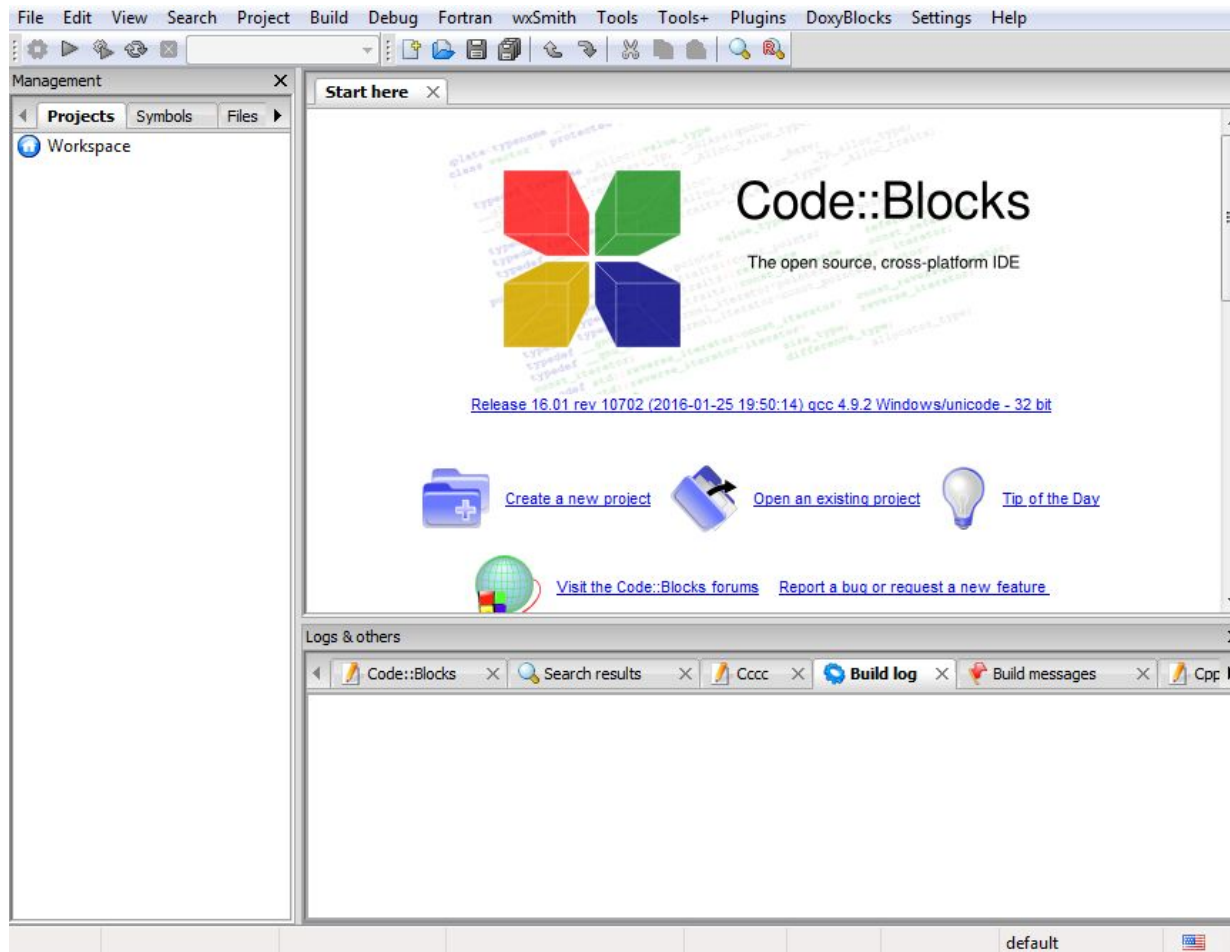 File Edit View Search Project Build Debug Fortran wxSmith Tools Tools+ Plugins DoxyBlocks Settings Help
Management
Projects Symbols Files
Workspace
Start here
Code::Blocks
The open source, cross-platform IDE
Release 16.01 rev 10702 (2016-01-25 19:50:14) gcc 4.9.2 Windows/unicode - 32 bit
Create a new project Open an existing project Tip of the Day
Visit the Code::Blocks forums Report a bug or request a new feature
Logs & others
Code::Blocks Search results Cccc Build log Build messages Cpp
default